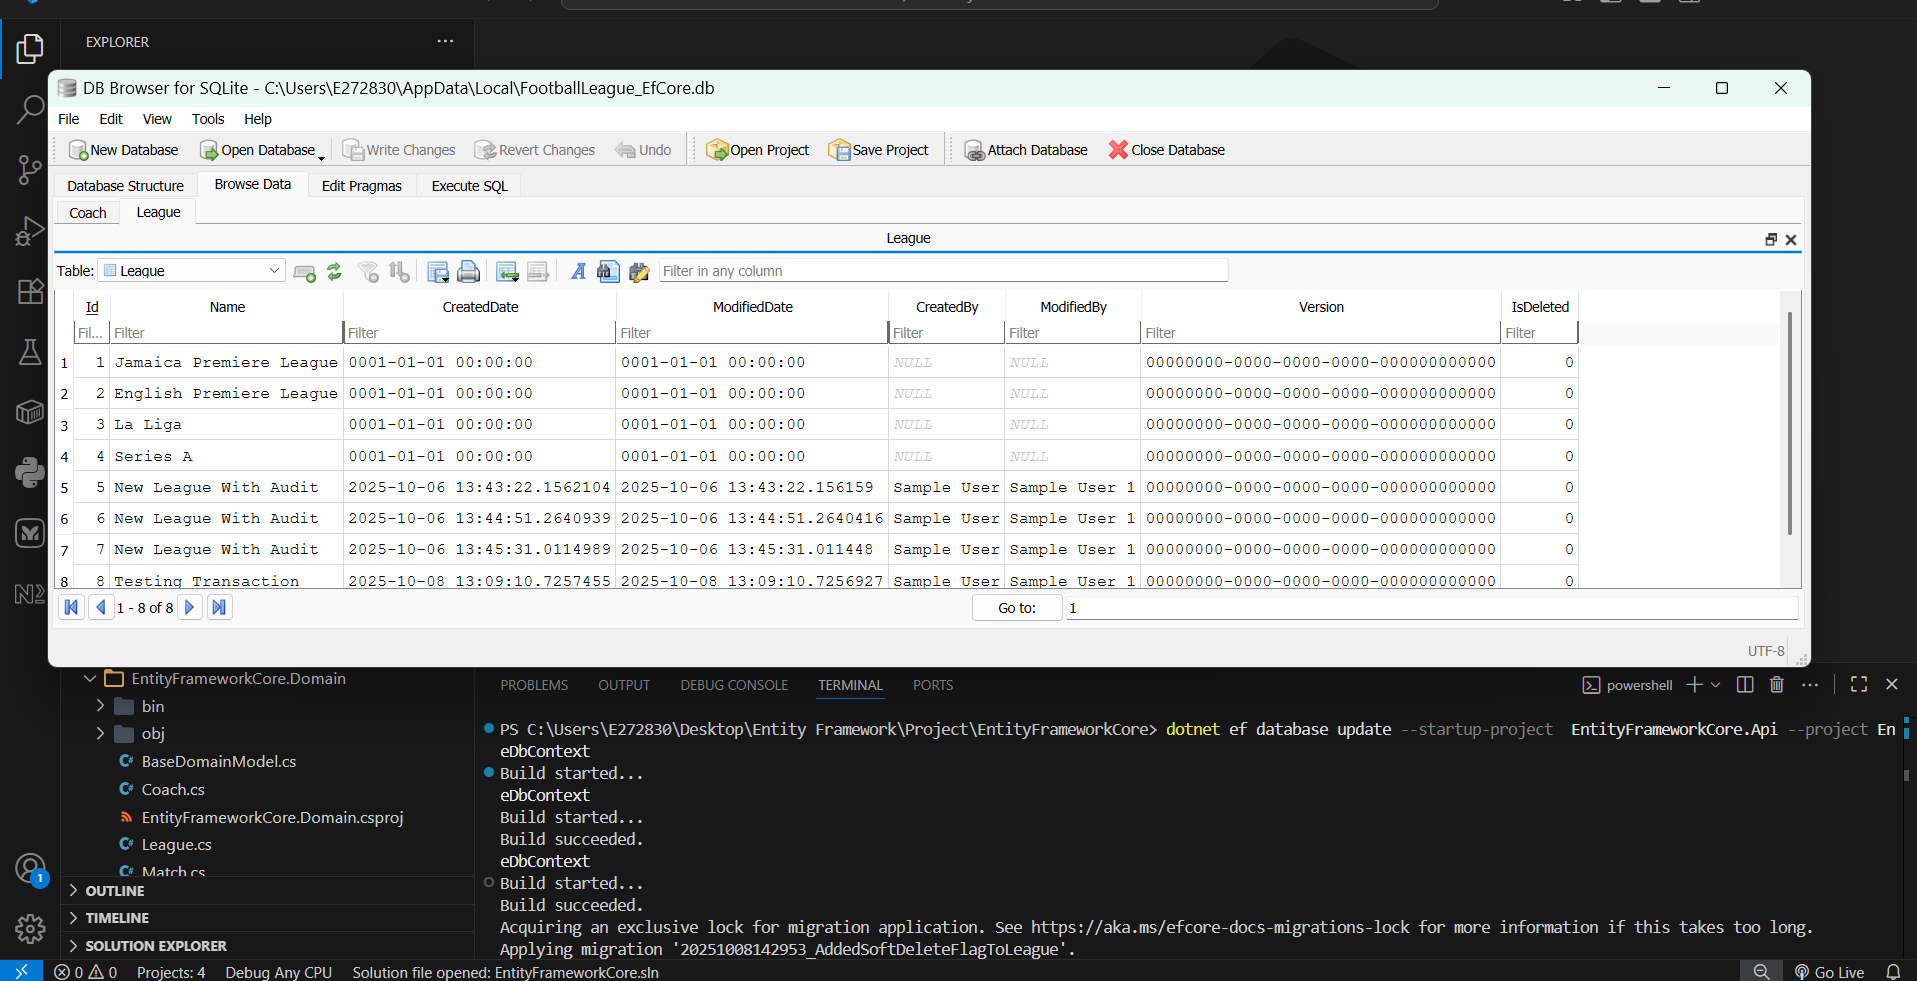 EXPLORER
DB Browser for SQLite - C:\Users\E272830\AppData\Local\FootballLeague_EfCore.db
File Edit View Tools Help
New Database Open Database Write Changes Revert Changes Undo Open Project Save Project Attach Database Close Database
Database Structure Browse Data Edit Pragmas Execute SQL
Coach League
League
Table: League Filter in any column
Id Name CreatedDate ModifiedDate CreatedBy ModifiedBy Version IsDeleted
Fil... Filter Filter Filter Filter Filter Filter Filter
1 1 Jamaica Premiere League 0001-01-01 00:00:00 0001-01-01 00:00:00 NULL NULL 00000000-0000-0000-0000-000000000000 0
2 2 English Premiere League 0001-01-01 00:00:00 0001-01-01 00:00:00 NULL NULL 00000000-0000-0000-0000-000000000000 0
3 3 La Liga 0001-01-01 00:00:00 0001-01-01 00:00:00 NULL NULL 00000000-0000-0000-0000-000000000000 0
4 4 Series A 0001-01-01 00:00:00 0001-01-01 00:00:00 NULL NULL 00000000-0000-0000-0000-000000000000 0
5 5 New League With Audit 2025-10-06 13:43:22.1562104 2025-10-06 13:43:22.156159 Sample User Sample User 1 00000000-0000-0000-0000-000000000000 0
6 6 New League With Audit 2025-10-06 13:44:51.2640939 2025-10-06 13:44:51.2640416 Sample User Sample User 1 00000000-0000-0000-0000-000000000000 0
7 7 New League With Audit 2025-10-06 13:45:31.0114989 2025-10-06 13:45:31.011448 Sample User Sample User 1 00000000-0000-0000-0000-000000000000 0
8 8 Testing Transaction 2025-10-08 13:09:10.7257455 2025-10-08 13:09:10.7256927 Sample User Sample User 1 00000000-0000-0000-0000-000000000000 0
1 - 8 of 8 Go to: 1
UTF-8
EntityFrameworkCore.Domain
bin
obj
BaseDomainModel.cs
Coach.cs
EntityFrameworkCore.Domain.csproj
League.cs
Match.cs
OUTLINE
TIMELINE
SOLUTION EXPLORER
PROBLEMS OUTPUT DEBUG CONSOLE TERMINAL PORTS powershell
PS C:\Users\E272830\Desktop\Entity Framework\Project\EntityFrameworkCore> dotnet ef database update --startup-project EntityFrameworkCore.Api --project En
eDbContext
Build started...
eDbContext
Build started...
Build succeeded.
eDbContext
Build started...
Build succeeded.
Acquiring an exclusive lock for migration application. See https://aka.ms/efcore-docs-migrations-lock for more information if this takes too long.
Applying migration '20251008142953_AddedSoftDeleteFlagToLeague'.
1
0 0 Projects: 4 Debug Any CPU Solution file opened: EntityFrameworkCore.sln Go Live